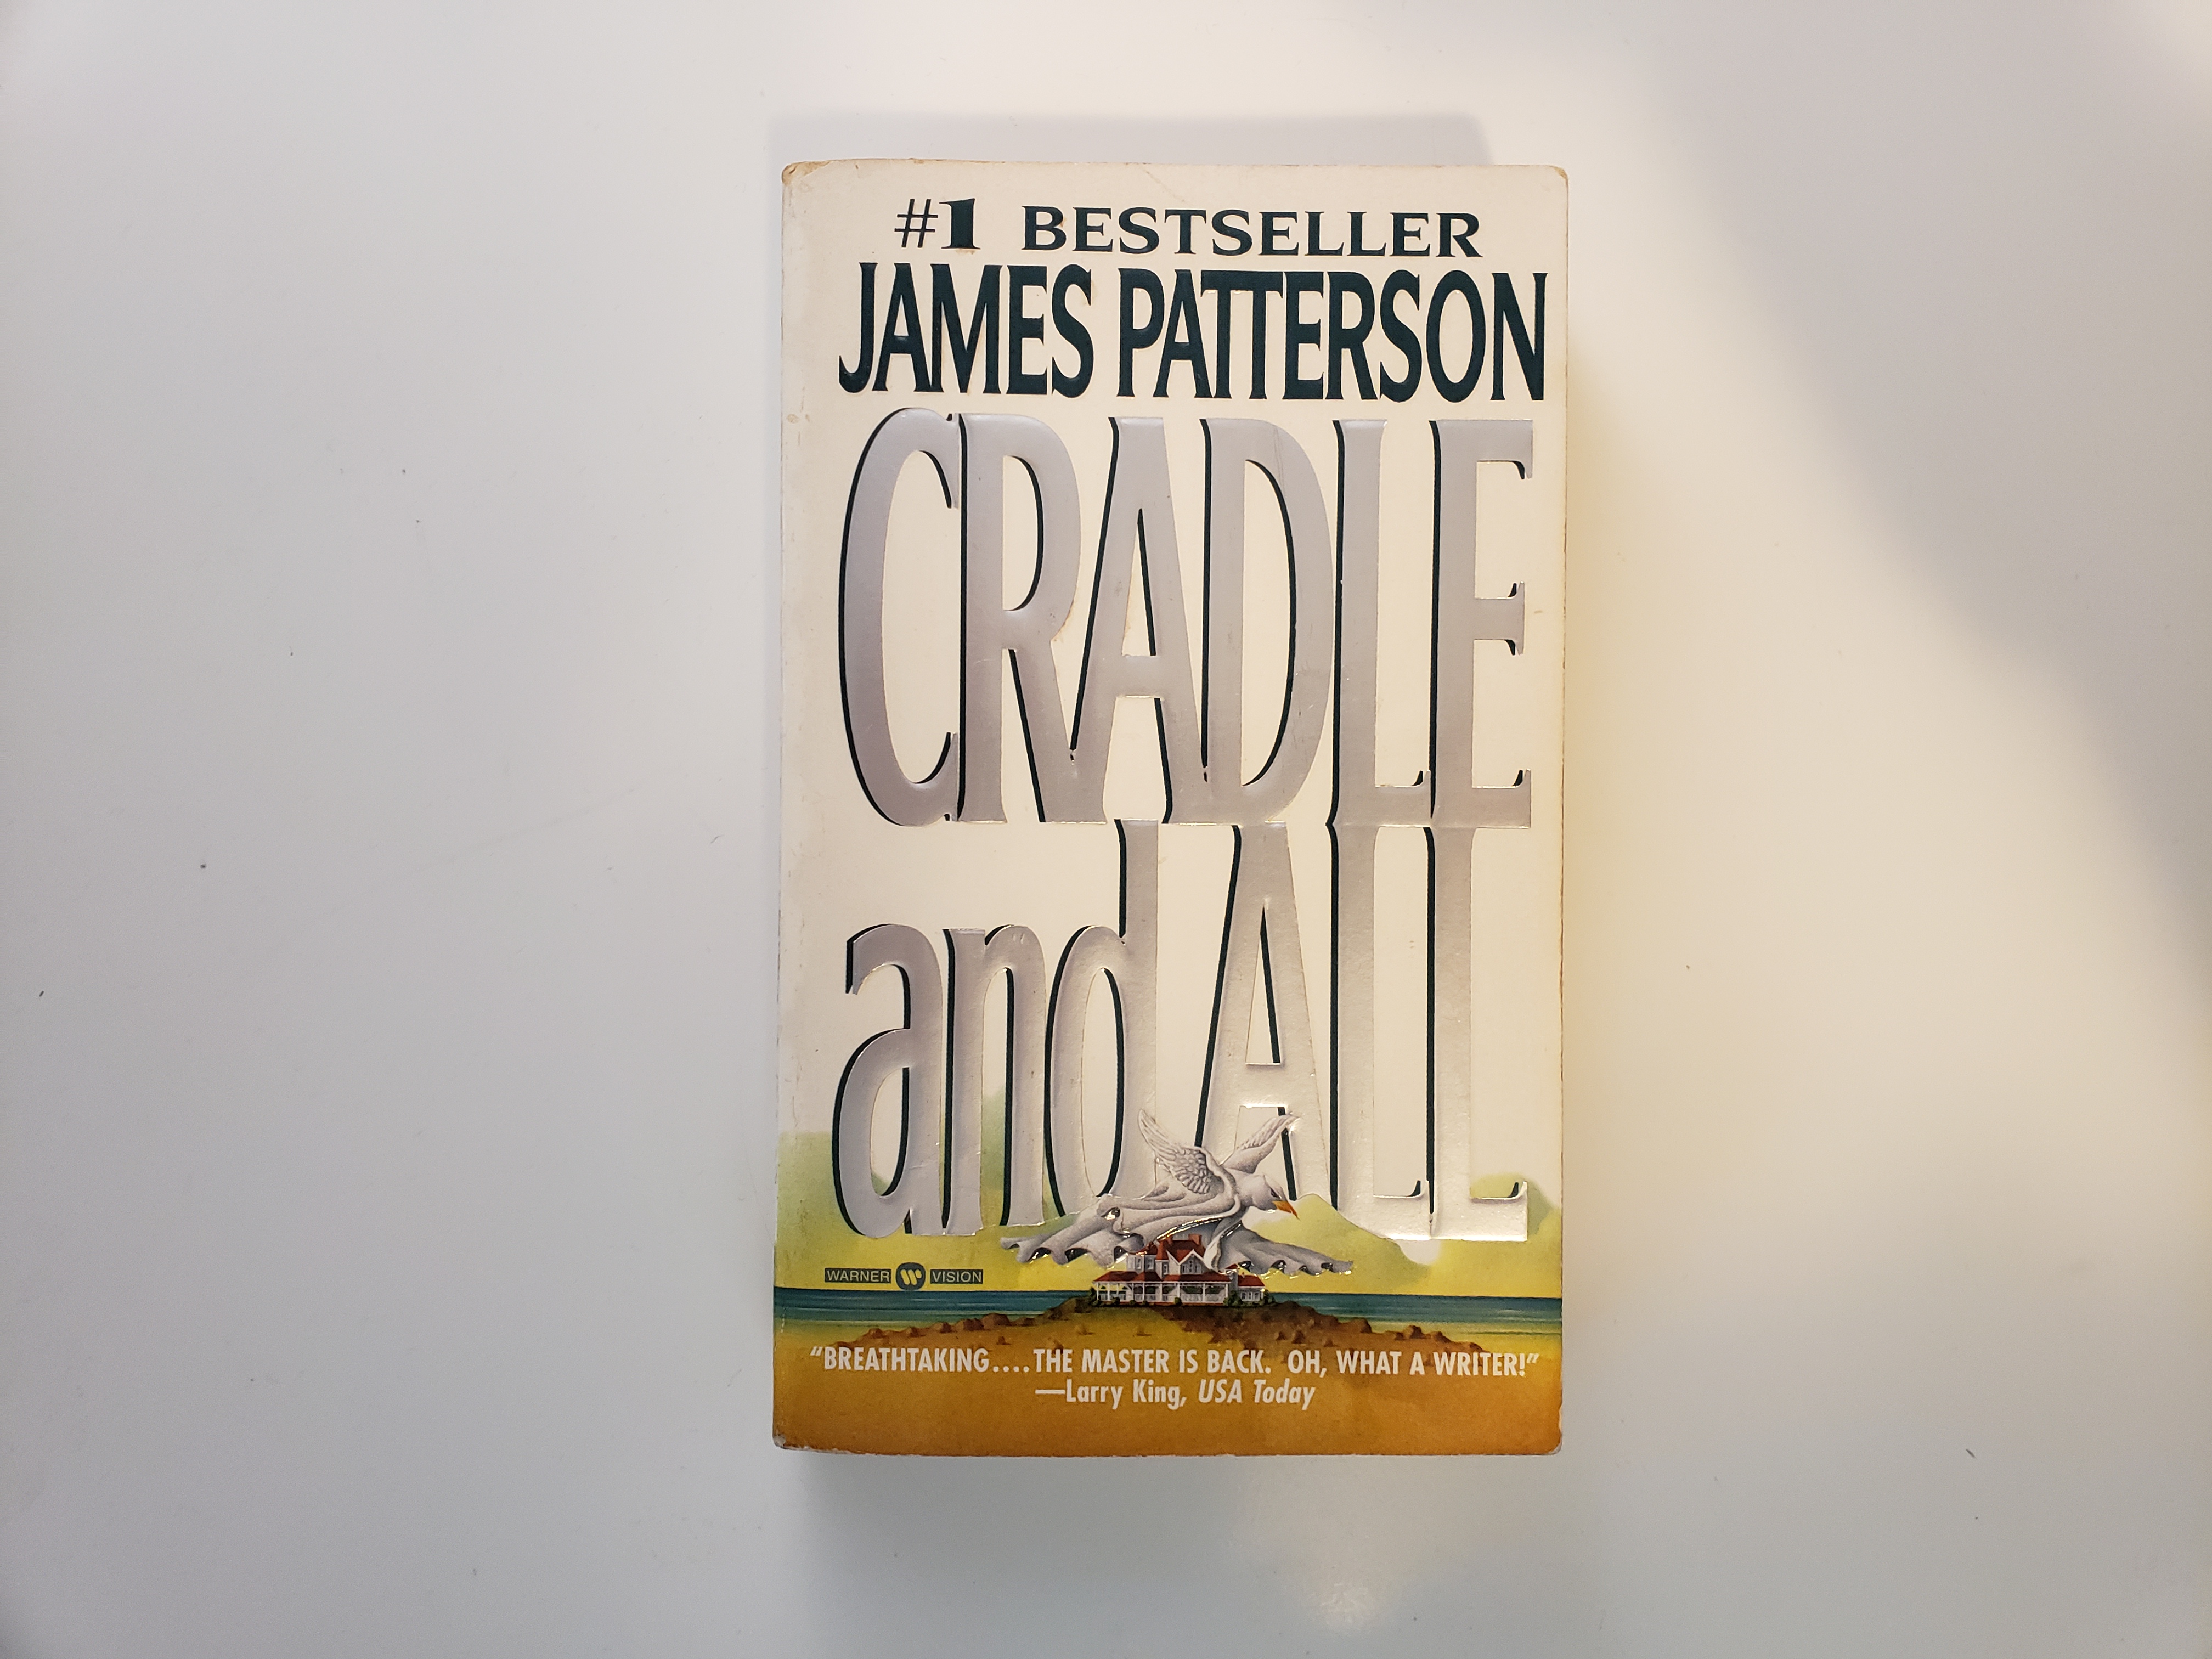 #1 BESTSELLER
JAMES PATTERSON
CRADLE
and ALL
WARNER W VISION
“BREATHTAKING....THE MASTER IS BACK. OH, WHAT A WRITER!”
—Larry King, USA Today